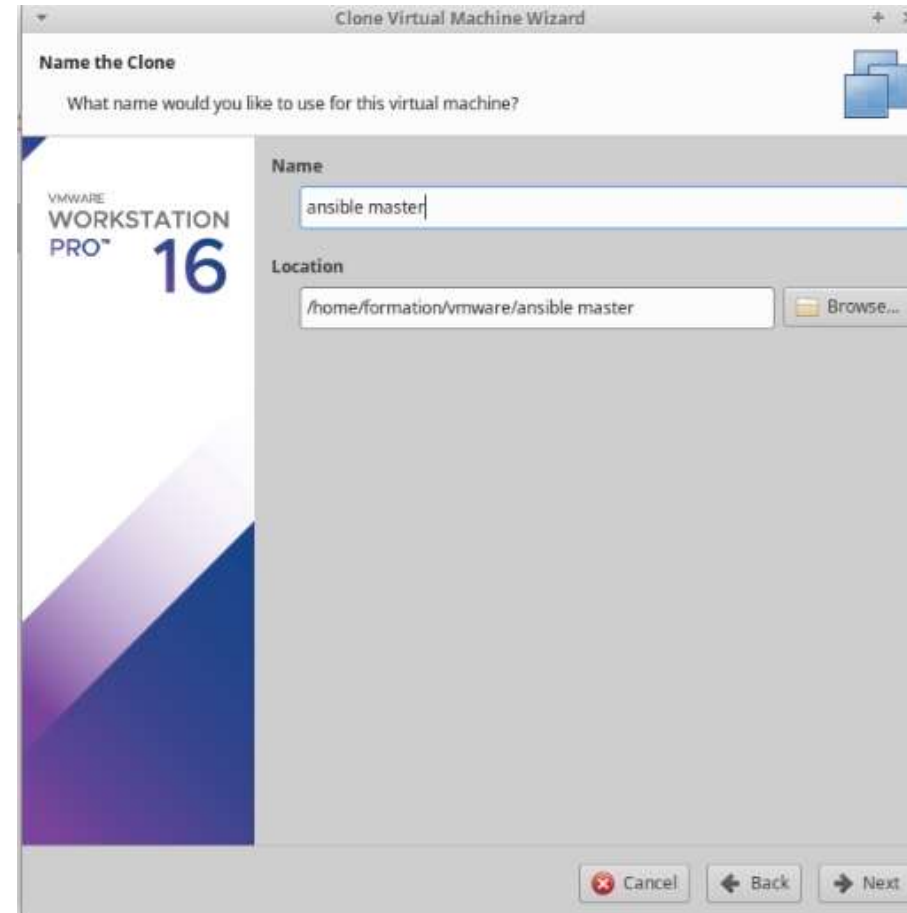 Clone Virtual Machine Wizard
Name the Clone
What name would you like to use for this virtual machine?
VMWARE
WORKSTATION
PRO™ 16
Name
ansible master
Location
/home/formation/vmware/ansible master
Browse...
Cancel
Back
Next